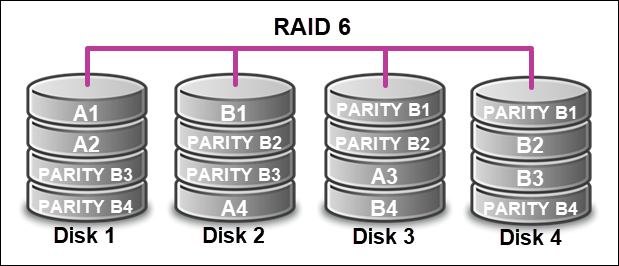 RAID 6
A1 B1 PARITY B1 PARITY B1
A2 PARITY B2 PARITY B2 B2
PARITY B3 PARITY B3 A3 B3
PARITY B4 A4 B4 PARITY B4
Disk 1 Disk 2 Disk 3 Disk 4